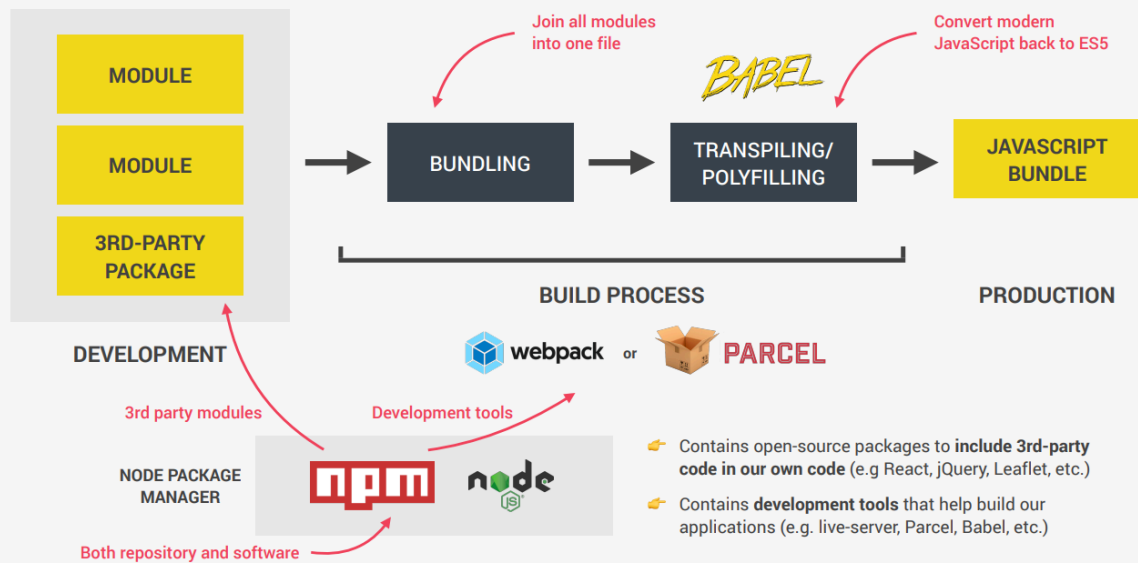 Join all modules
into one file
Convert modern
JavaScript back to ES5
MODULE
MODULE
3RD-PARTY
PACKAGE
BUNDLING
BABEL
TRANSPILING/
POLYFILLING
JAVASCRIPT
BUNDLE
DEVELOPMENT
BUILD PROCESS
PRODUCTION
webpack or PARCEL
3rd party modules
Development tools
NODE PACKAGE
MANAGER
npm
node
JS
Both repository and software
👉 Contains open-source packages to include 3rd-party
code in our own code (e.g React, jQuery, Leaflet, etc.)
👉 Contains development tools that help build our
applications (e.g. live-server, Parcel, Babel, etc.)